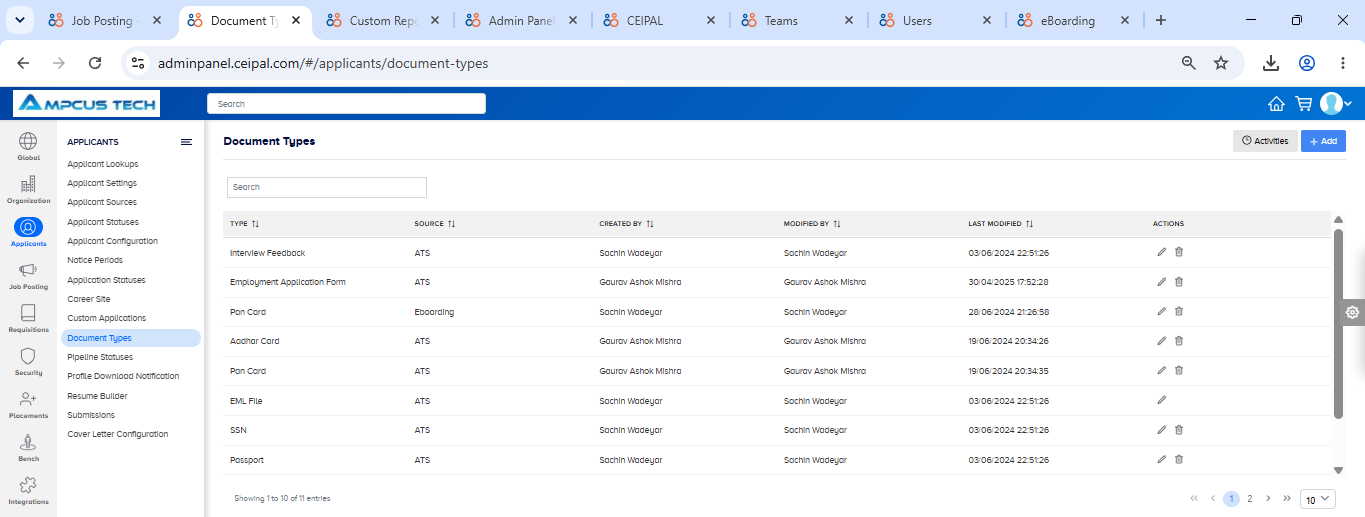 Job Posting -
Document Ty
Custom Repo
Admin Panel
CEIPAL
Teams
Users
eBoarding
adminpanel.ceipal.com/#/applicants/document-types
AMPCUS TECH
Search
Global
Organization
Applicants
Job Posting
Requisitions
Security
Placements
Bench
Integrations
APPLICANTS
Applicant Lookups
Applicant Settings
Applicant Sources
Applicant Statuses
Applicant Configuration
Notice Periods
Application Statuses
Career Site
Custom Applications
Document Types
Pipeline Statuses
Profile Download Notification
Resume Builder
Submissions
Cover Letter Configuration
Document Types
Activities
+ Add
Search
TYPE SOURCE CREATED BY MODIFIED BY LAST MODIFIED ACTIONS
Interview Feedback ATS Sachin Wadeyar Sachin Wadeyar 03/06/2024 22:51:26
Employment Application Form ATS Gaurav Ashok Mishra Gaurav Ashok Mishra 30/04/2025 17:52:28
Pan Card Eboarding Sachin Wadeyar Sachin Wadeyar 28/06/2024 21:26:58
Aadhar Card ATS Gaurav Ashok Mishra Gaurav Ashok Mishra 19/06/2024 20:34:26
Pan Card ATS Gaurav Ashok Mishra Gaurav Ashok Mishra 19/06/2024 20:34:35
EML File ATS Sachin Wadeyar Sachin Wadeyar 03/06/2024 22:51:26
SSN ATS Sachin Wadeyar Sachin Wadeyar 03/06/2024 22:51:26
Passport ATS Sachin Wadeyar Sachin Wadeyar 03/06/2024 22:51:26
Showing 1 to 10 of 11 entries
« ‹ 1 2 › » 10